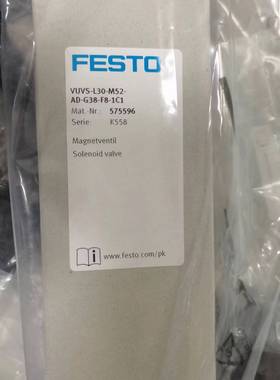 FESTO
VUVS-L30-M52-
AD-G38-F8-1C1
Mat.-Nr.: 575596
Serie: K558
Magnetventil
Solenoid valve
www.festo.com/pk